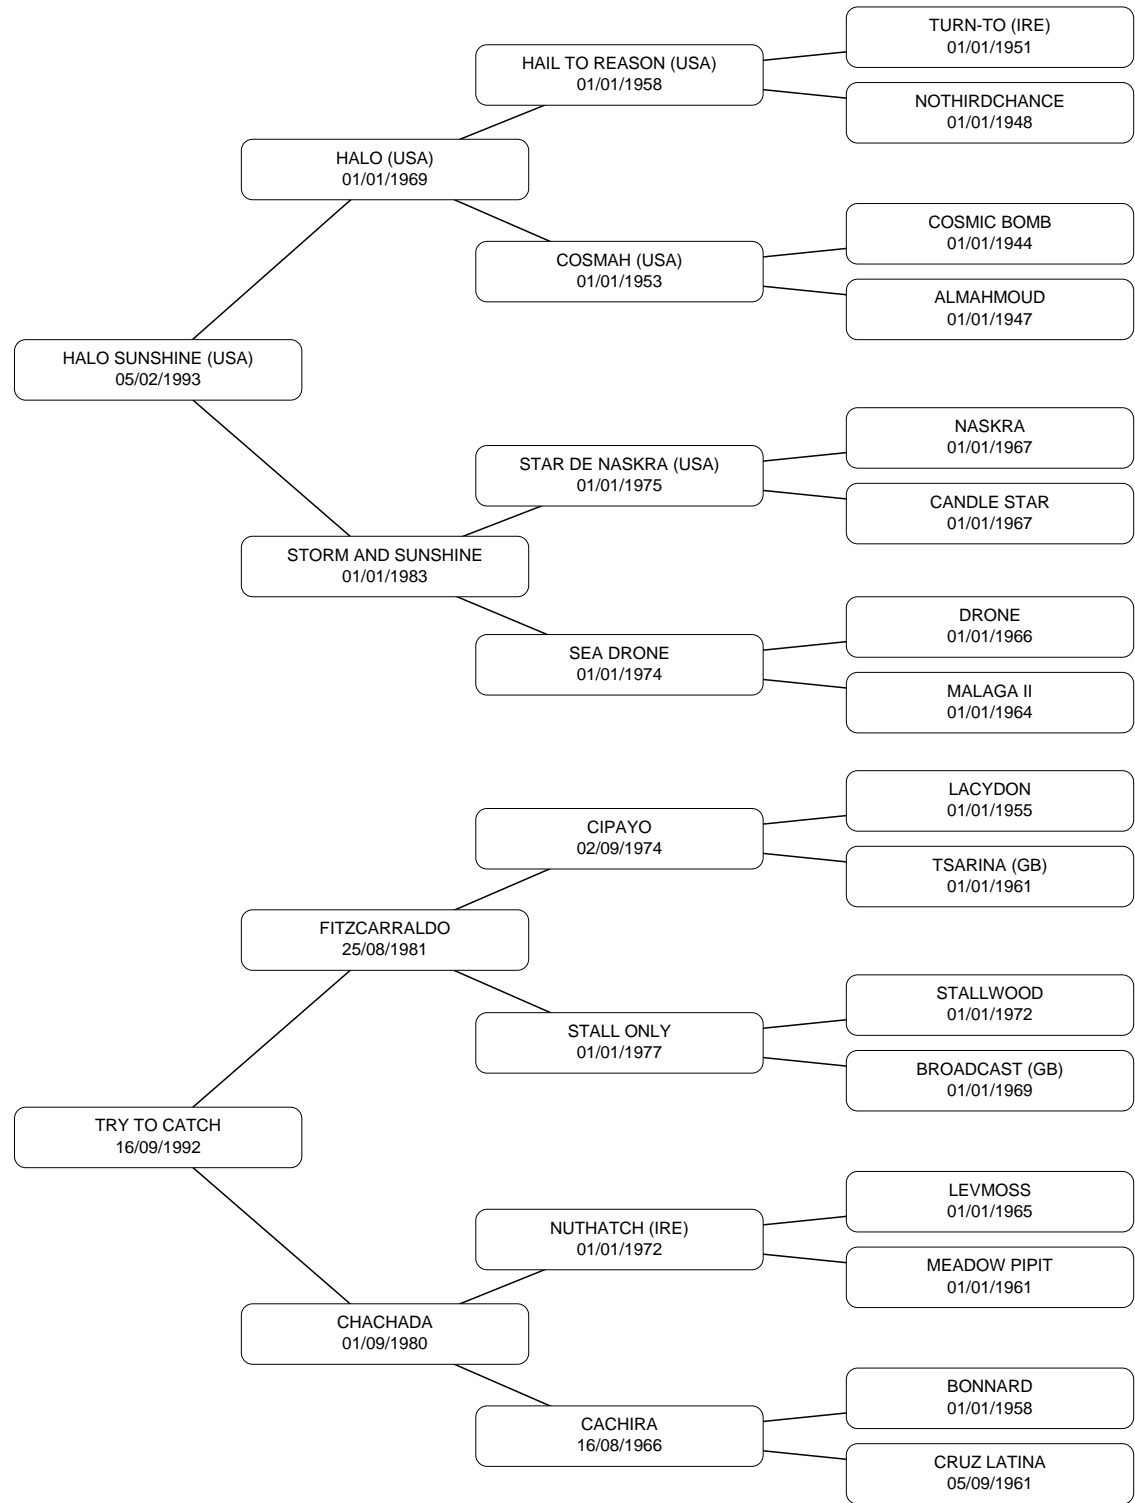 TURN-TO (IRE)
01/01/1951
HAIL TO REASON (USA)
01/01/1958
NOTHIRDCHANCE
01/01/1948
HALO (USA)
01/01/1969
COSMIC BOMB
01/01/1944
COSMAH (USA)
01/01/1953
ALMAHMOUD
01/01/1947
HALO SUNSHINE (USA)
05/02/1993
NASKRA
01/01/1967
STAR DE NASKRA (USA)
01/01/1975
CANDLE STAR
01/01/1967
STORM AND SUNSHINE
01/01/1983
DRONE
01/01/1966
SEA DRONE
01/01/1974
MALAGA II
01/01/1964
LACYDON
01/01/1955
CIPAYO
02/09/1974
TSARINA (GB)
01/01/1961
FITZCARRALDO
25/08/1981
STALLWOOD
01/01/1972
STALL ONLY
01/01/1977
BROADCAST (GB)
01/01/1969
TRY TO CATCH
16/09/1992
LEVMOSS
01/01/1965
NUTHATCH (IRE)
01/01/1972
MEADOW PIPIT
01/01/1961
CHACHADA
01/09/1980
BONNARD
01/01/1958
CACHIRA
16/08/1966
CRUZ LATINA
05/09/1961